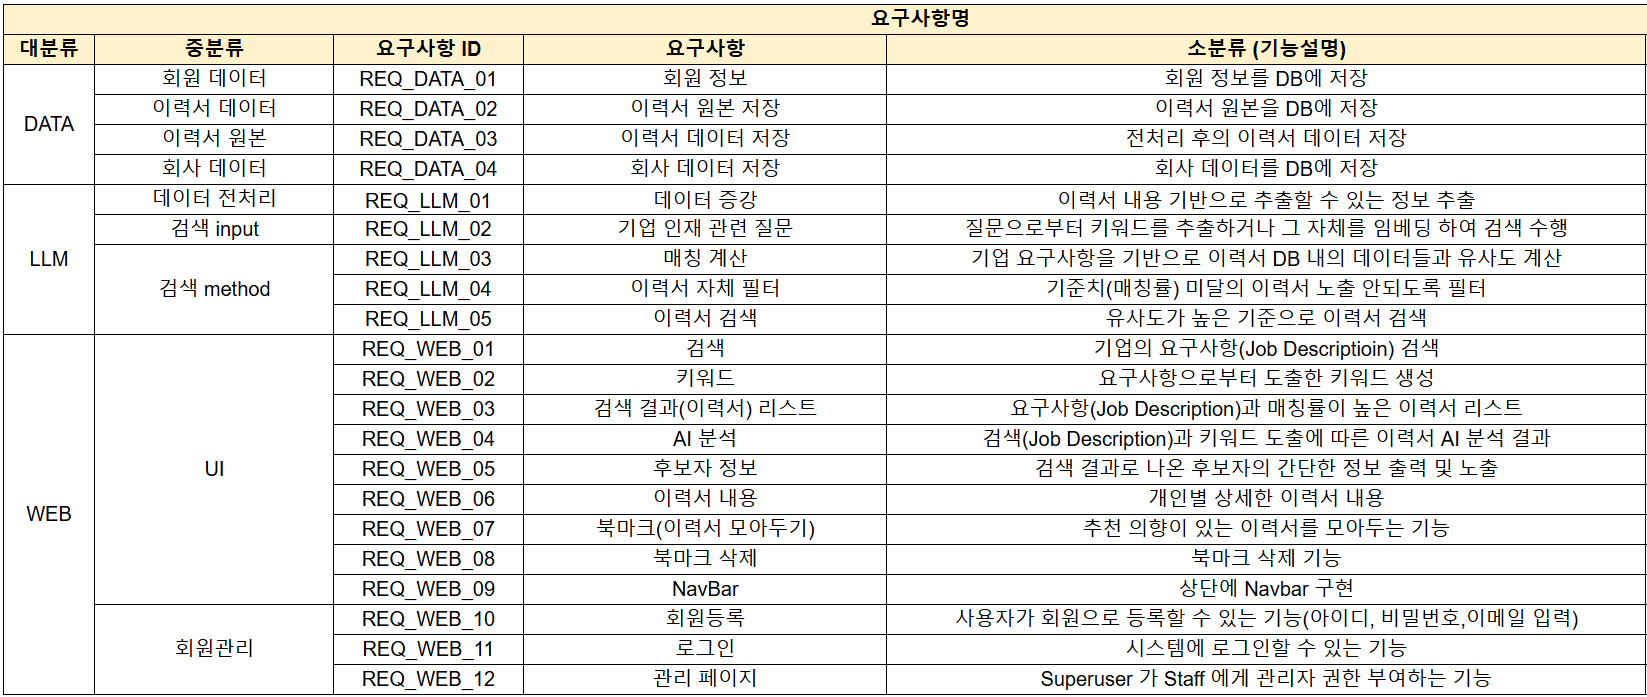 요구사항명
대분류 중분류 요구사항 ID 요구사항 소분류 (기능설명)
DATA 회원 데이터 REQ_DATA_01 회원 정보 회원 정보를 DB에 저장
이력서 데이터 REQ_DATA_02 이력서 원본 저장 이력서 원본을 DB에 저장
이력서 원본 REQ_DATA_03 이력서 데이터 저장 전처리 후의 이력서 데이터 저장
회사 데이터 REQ_DATA_04 회사 데이터 저장 회사 데이터를 DB에 저장
LLM 데이터 전처리 REQ_LLM_01 데이터 증강 이력서 내용 기반으로 추출할 수 있는 정보 추출
검색 input REQ_LLM_02 기업 인재 관련 질문 질문으로부터 키워드를 추출하거나 그 자체를 임베딩 하여 검색 수행
검색 method REQ_LLM_03 매칭 계산 기업 요구사항을 기반으로 이력서 DB 내의 데이터들과 유사도 계산
REQ_LLM_04 이력서 자체 필터 기준치(매칭률) 미달의 이력서 노출 안되도록 필터
REQ_LLM_05 이력서 검색 유사도가 높은 기준으로 이력서 검색
WEB UI REQ_WEB_01 검색 기업의 요구사항(Job Descriptioin) 검색
REQ_WEB_02 키워드 요구사항으로부터 도출한 키워드 생성
REQ_WEB_03 검색 결과(이력서) 리스트 요구사항(Job Description)과 매칭률이 높은 이력서 리스트
REQ_WEB_04 AI 분석 검색(Job Description)과 키워드 도출에 따른 이력서 AI 분석 결과
REQ_WEB_05 후보자 정보 검색 결과로 나온 후보자의 간단한 정보 출력 및 노출
REQ_WEB_06 이력서 내용 개인별 상세한 이력서 내용
REQ_WEB_07 북마크(이력서 모아두기) 추천 의향이 있는 이력서를 모아두는 기능
REQ_WEB_08 북마크 삭제 북마크 삭제 기능
REQ_WEB_09 NavBar 상단에 Navbar 구현
회원관리 REQ_WEB_10 회원등록 사용자가 회원으로 등록할 수 있는 기능(아이디, 비밀번호,이메일 입력)
REQ_WEB_11 로그인 시스템에 로그인할 수 있는 기능
REQ_WEB_12 관리 페이지 Superuser 가 Staff 에게 관리자 권한 부여하는 기능